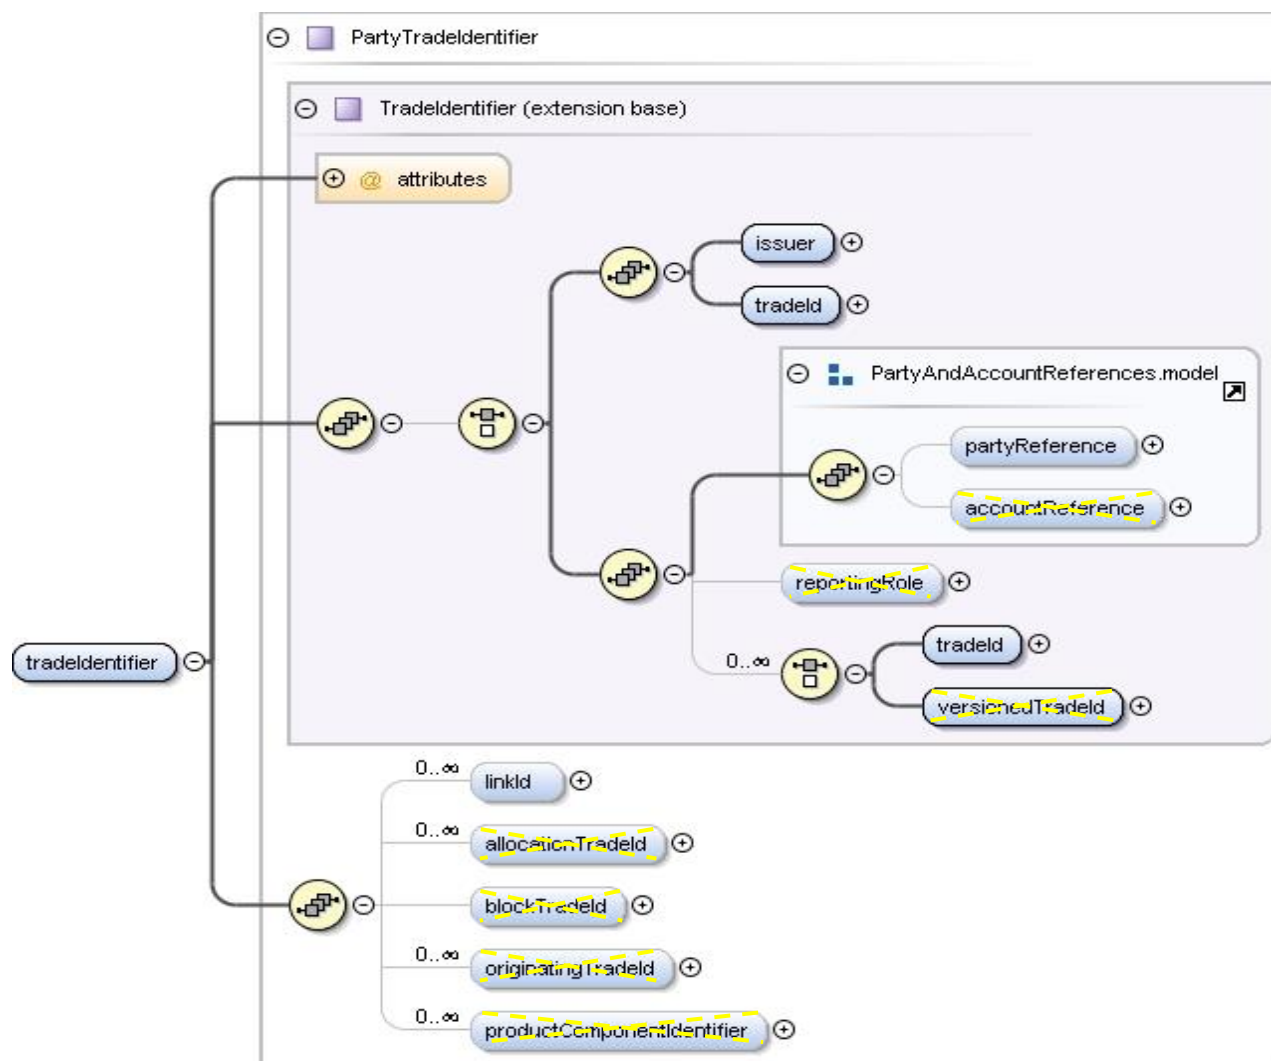 PartyTradeIdentifier
TradeIdentifier (extension base)
@ attributes
issuer
tradeId
PartyAndAccountReferences.model
partyReference
accountReference
reportingRole
tradeIdentifier
0..∞
tradeId
versionedTradeId
0..∞
linkId
0..∞
allocationTradeId
blockTradeId
0..∞
originatingTradeId
0..∞
productComponentIdentifier